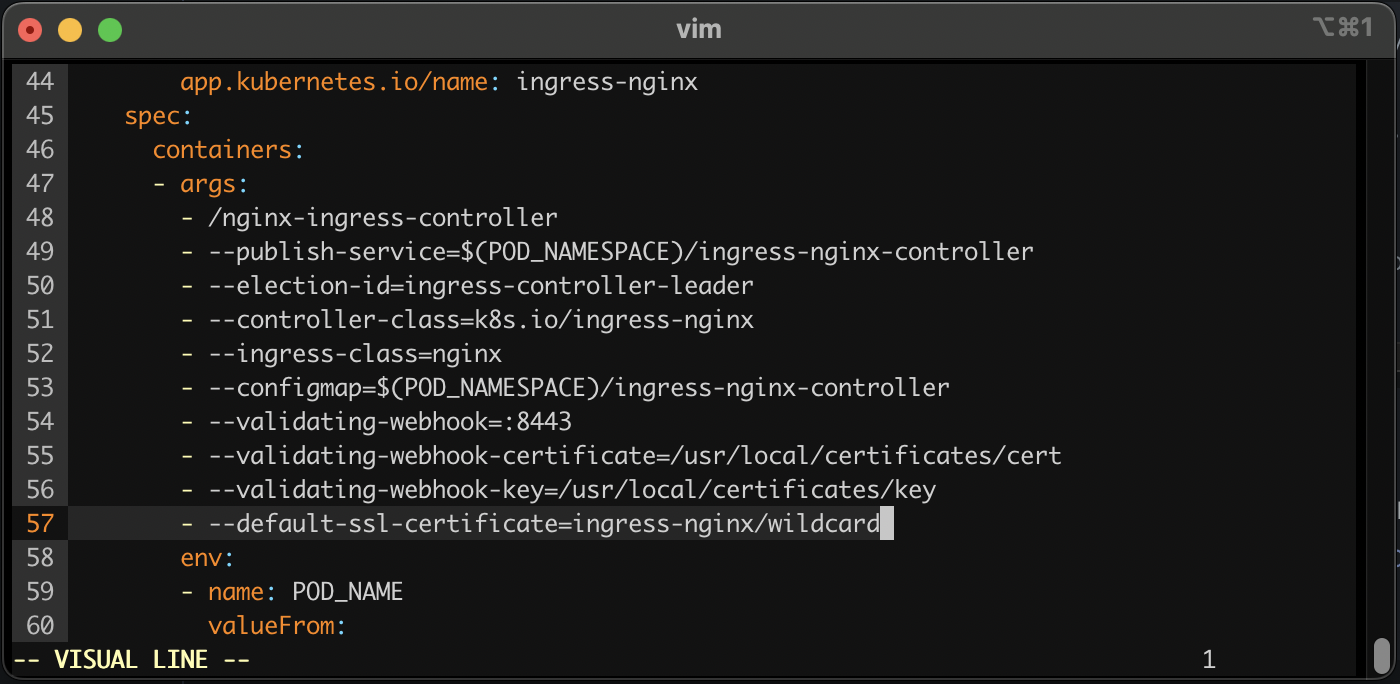 vim
⌥⌘1
44 app.kubernetes.io/name: ingress-nginx
45 spec:
46 containers:
47 - args:
48 - /nginx-ingress-controller
49 - --publish-service=$(POD_NAMESPACE)/ingress-nginx-controller
50 - --election-id=ingress-controller-leader
51 - --controller-class=k8s.io/ingress-nginx
52 - --ingress-class=nginx
53 - --configmap=$(POD_NAMESPACE)/ingress-nginx-controller
54 - --validating-webhook=:8443
55 - --validating-webhook-certificate=/usr/local/certificates/cert
56 - --validating-webhook-key=/usr/local/certificates/key
57 - --default-ssl-certificate=ingress-nginx/wildcard
58 env:
59 - name: POD_NAME
60 valueFrom:
-- VISUAL LINE -- 1